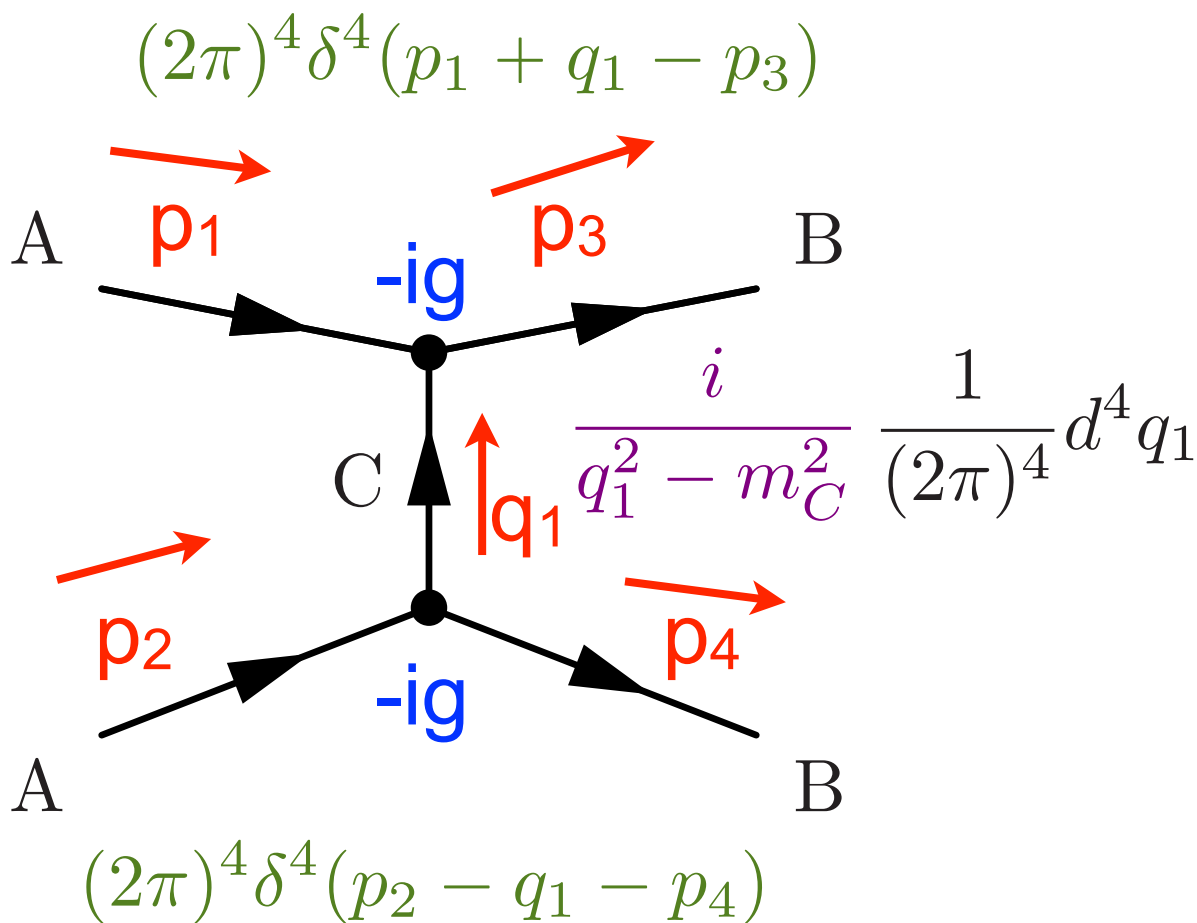 (2π)⁴δ⁴(p₁ + q₁ − p₃)
p₁
p₃
A
B
-ig
i/(q₁² − m_C²) 1/(2π)⁴ d⁴q₁
C
q₁
p₂
p₄
-ig
A
B
(2π)⁴δ⁴(p₂ − q₁ − p₄)